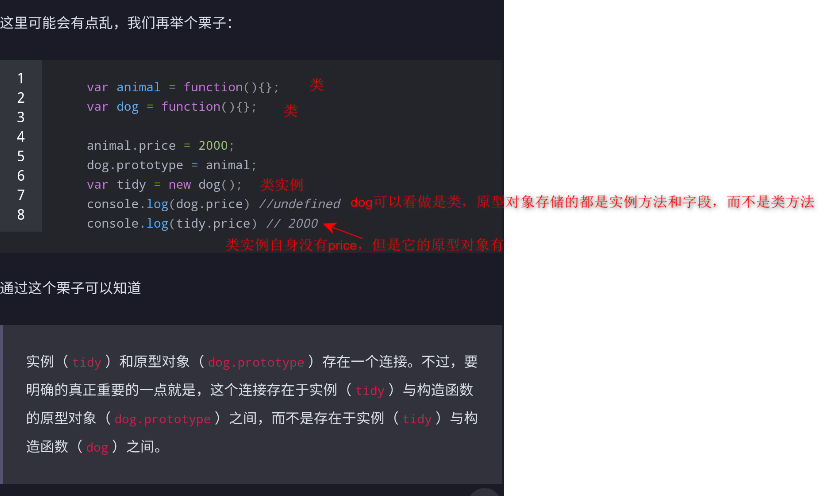 这里可能会有点乱，我们再举个栗子：
1 var animal = function(){}; 类
2 var dog = function(){}; 类
3
4 animal.price = 2000;
5 dog.prototype = animal;
6 var tidy = new dog(); 类实例
7 console.log(dog.price) //undefined dog可以看做是类，原型对象存储的都是实例方法和字段，而不是类方法
8 console.log(tidy.price) // 2000
类实例自身没有price，但是它的原型对象有
通过这个栗子可以知道
实例（tidy）和原型对象（dog.prototype）存在一个连接。不过，要
明确的真正重要的一点就是，这个连接存在于实例（tidy）与构造函数
的原型对象（dog.prototype）之间，而不是存在于实例（tidy）与构
造函数（dog）之间。